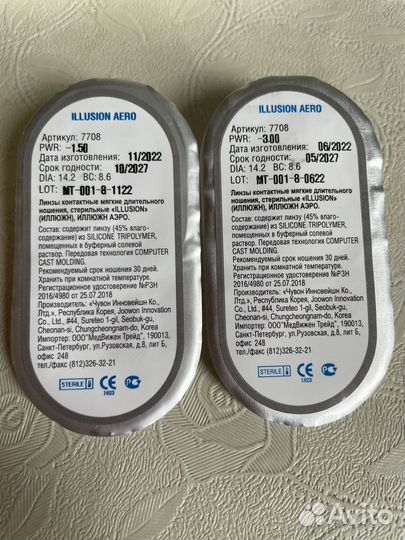 ILLUSION AERO
Артикул: 7708
PWR: -1.50
Дата изготовления: 11/2022
Срок годности: 10/2027
DIA: 14.2 BC: 8.6
LOT: MT-001-8-1122
Линзы контактные мягкие длительного
ношения, стерильные «ILLUSION»
(ИЛЛЮЖН), ИЛЛЮЖН АЭРО.
Состав: содержит линзу (45% влаго-
содержание) из SILICONE TRIPOLYMER,
помещенных в буферный солевой
раствор. Передовая технология COMPUTER
CAST MOLDING.
Рекомендуемый срок ношения 30 дней.
Хранить при комнатной температуре.
Регистрационное удостоверение №РЗН
2016/4980 от 25.07.2018
Производитель: «Чувон Инновейшн Ко.,
Лтд.», Республика Корея, Joowon Innovation
Co., Ltd., #44, Sureteo 1-gil, Seobuk-gu,
Cheonan-si, Chungcheongnam-do, Korea
Импортер: ООО"МедВижен Трейд", 190013,
Санкт-Петербург, ул.Рузовская, д.8, лит Б,
офис 248
тел./факс (812)326-32-21
STERILE
1023
ILLUSION AERO
Артикул: 7708
PWR: -3.00
Дата изготовления: 06/2022
Срок годности: 05/2027
DIA: 14.2 BC: 8.6
LOT: MT-001-8-0622
Линзы контактные мягкие длительного
ношения, стерильные «ILLUSION»
(ИЛЛЮЖН), ИЛЛЮЖН АЭРО.
Состав: содержит линзу (45% влаго-
содержание) из SILICONE TRIPOLYMER,
помещенных в буферный солевой
раствор. Передовая технология COMPUTER
CAST MOLDING.
Рекомендуемый срок ношения 30 дней.
Хранить при комнатной температуре.
Регистрационное удостоверение №РЗН
2016/4980 от 25.07.2018
Производитель: «Чувон Инновейшн Ко.,
Лтд.», Республика Корея, Joowon Innovation
Co., Ltd., #44, Sureteo 1-gil, Seobuk-gu,
Cheonan-si, Chungcheongnam-do, Korea
Импортер: ООО"МедВижен Трейд", 190013,
Санкт-Петербург, ул.Рузовская, д.8, лит Б,
офис 248
тел./факс (812)326-32-21
STERILE
1023
Avito